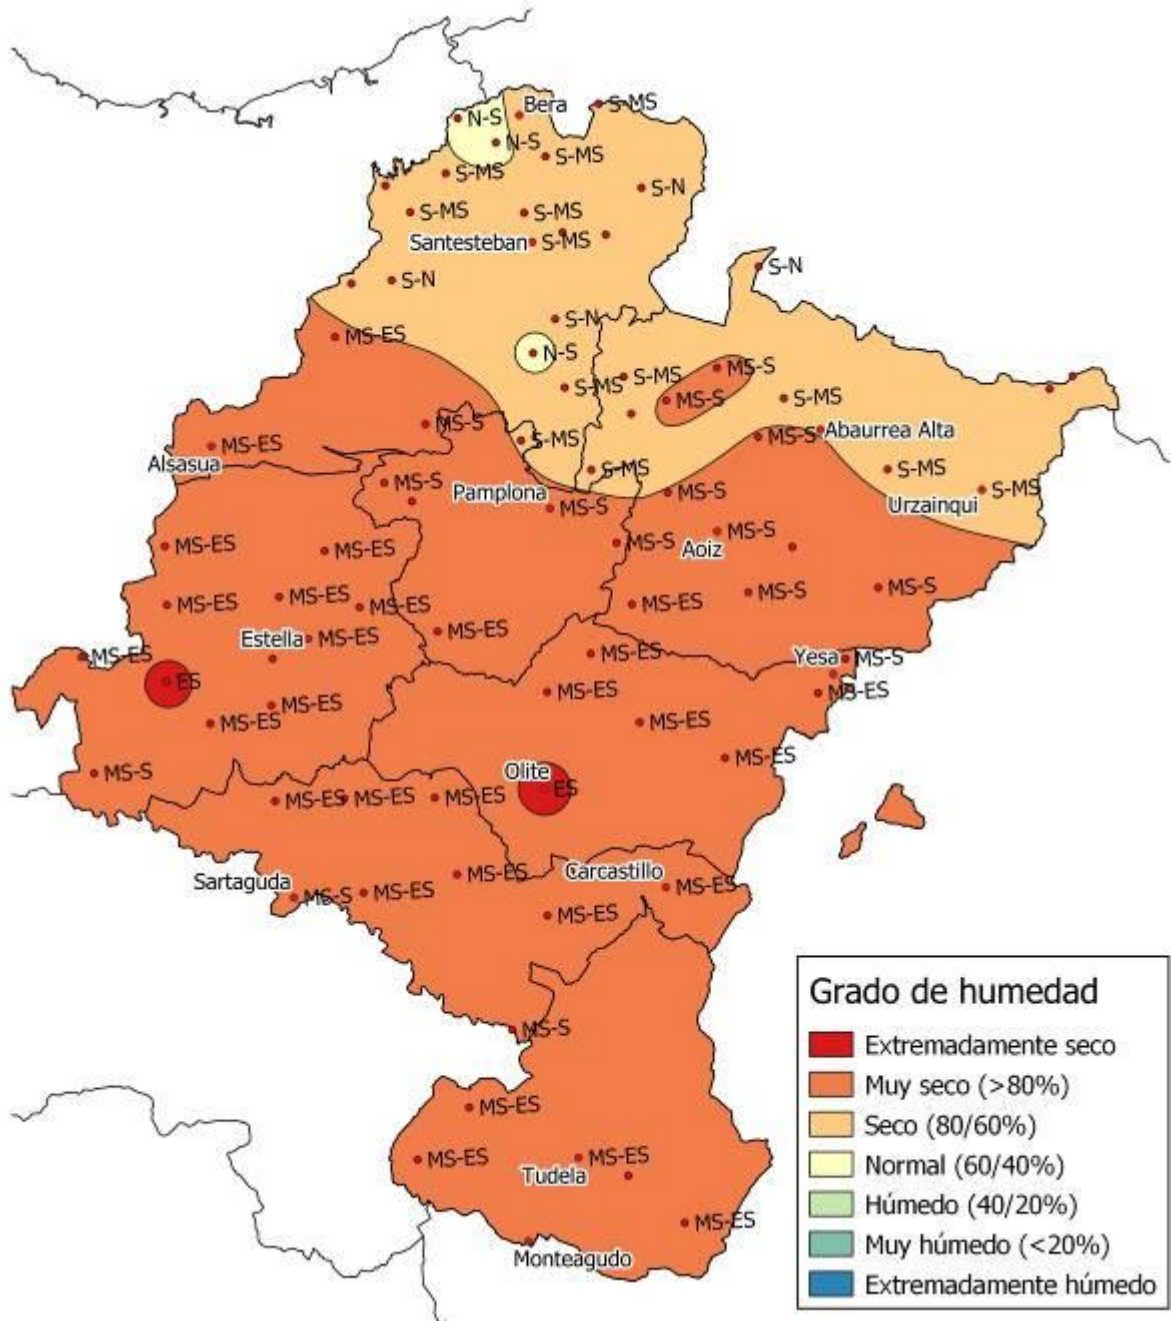 Bera
S-MS
N-S
N-S
S-MS
S-MS
S-N
S-MS
S-MS
Santesteban
S-MS
S-N
S-N
S-N
MS-ES
N-S
S-MS
S-MS
MS-S
MS-S
S-MS
MS-S
S-MS
MS-S
Abaurrea Alta
MS-ES
Alsasua
S-MS
S-MS
MS-S
Pamplona
MS-S
S-MS
Urzainqui
MS-S
MS-S
Aoiz
MS-S
MS-ES
MS-ES
MS-ES
MS-ES
MS-ES
MS-ES
MS-S
MS-S
Estella
MS-ES
MS-ES
MS-ES
MS-ES
Yesa
MS-S
ES
MS-ES
MS-ES
MS-ES
MS-ES
MS-ES
MS-ES
MS-S
Olite
ES
MS-ES
MS-ES
MS-ES
Sartaguda
MS-S
MS-ES
MS-ES
Carcastillo
MS-ES
MS-ES
MS-S
MS-ES
MS-ES
MS-ES
Tudela
MS-ES
Monteagudo
Grado de humedad
Extremadamente seco
Muy seco (>80%)
Seco (80/60%)
Normal (60/40%)
Húmedo (40/20%)
Muy húmedo (<20%)
Extremadamente húmedo